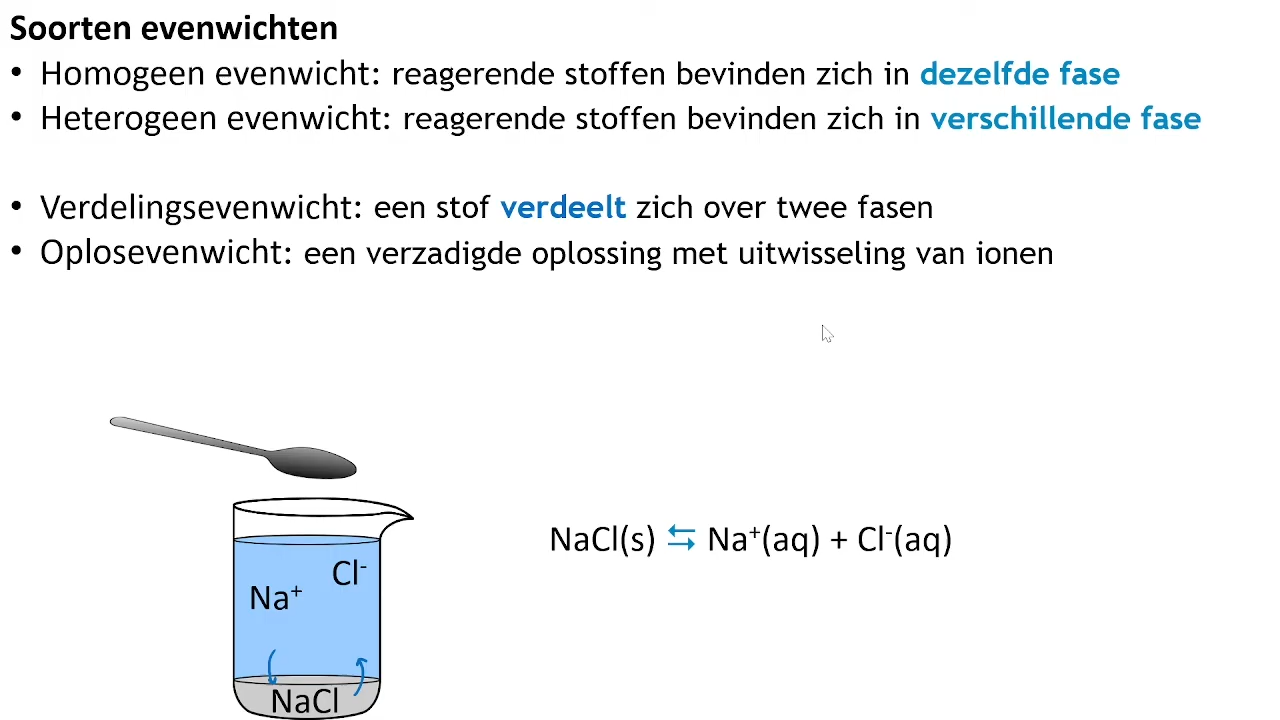 Soorten evenwichten
• Homogeen evenwicht: reagerende stoffen bevinden zich in dezelfde fase
• Heterogeen evenwicht: reagerende stoffen bevinden zich in verschillende fase
• Verdelingsevenwicht: een stof verdeelt zich over twee fasen
• Oplosevenwicht: een verzadigde oplossing met uitwisseling van ionen
NaCl(s) ⇆ Na⁺(aq) + Cl⁻(aq)
Cl⁻
Na⁺
NaCl